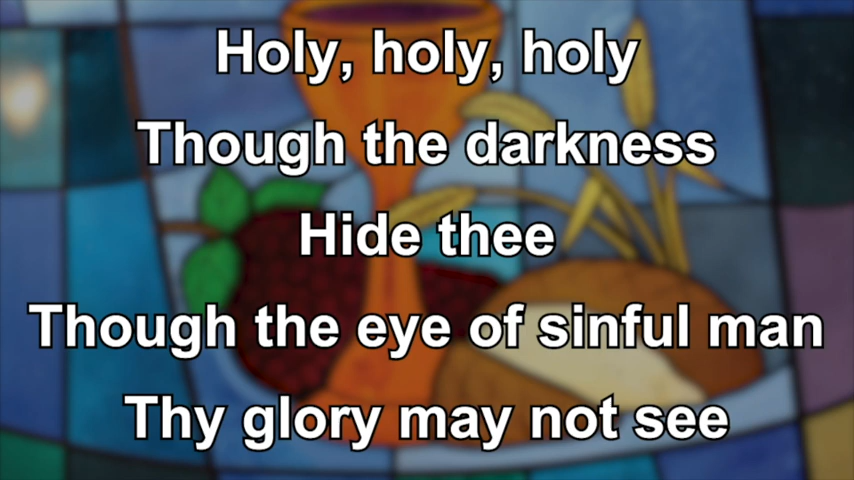 Holy, holy, holy
Though the darkness
Hide thee
Though the eye of sinful man
Thy glory may not see